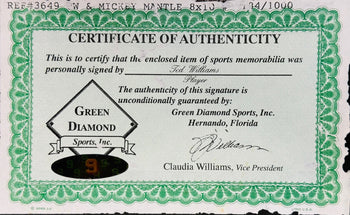 REF#3649 W & MICKEY MANTLE 8x10 34/1000
CERTIFICATE OF AUTHENTICITY
This is to certify that the enclosed item of sports memorabilia was
personally signed by Ted Williams
Player
The authenticity of this signature is
unconditionally guaranteed by:
GREEN
DIAMOND
Sports, Inc.
Green Diamond Sports, Inc.
Hernando, Florida
Claudia Williams, Vice President